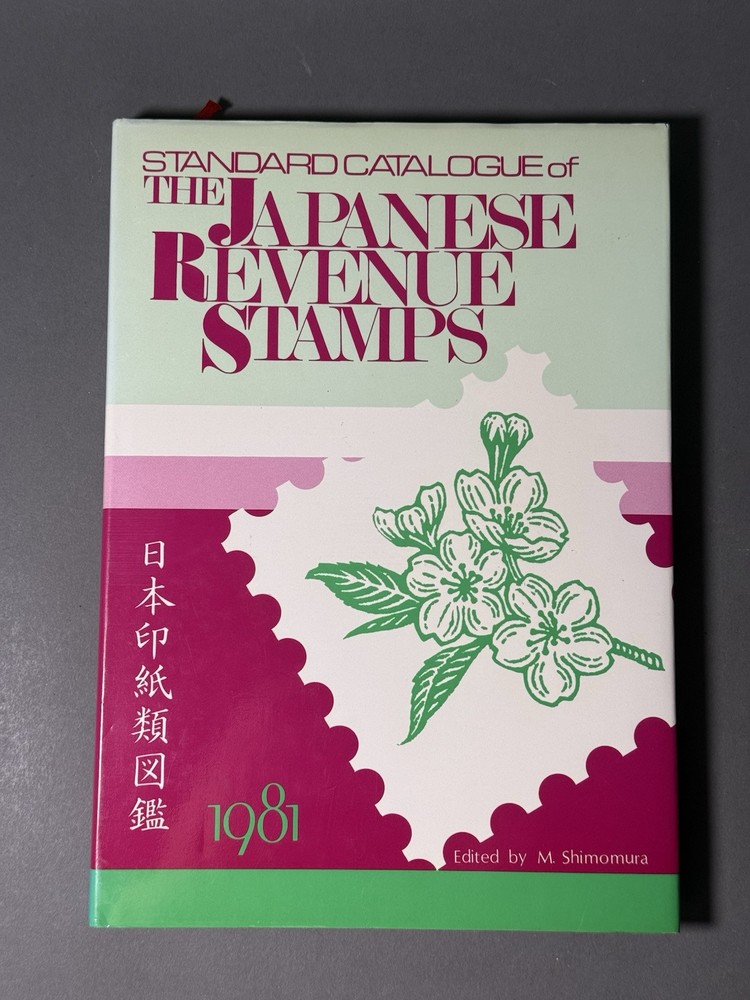 STANDARD CATALOGUE of
THE JAPANESE
REVENUE
STAMPS
日本印紙類図鑑
1981
Edited by M. Shimomura